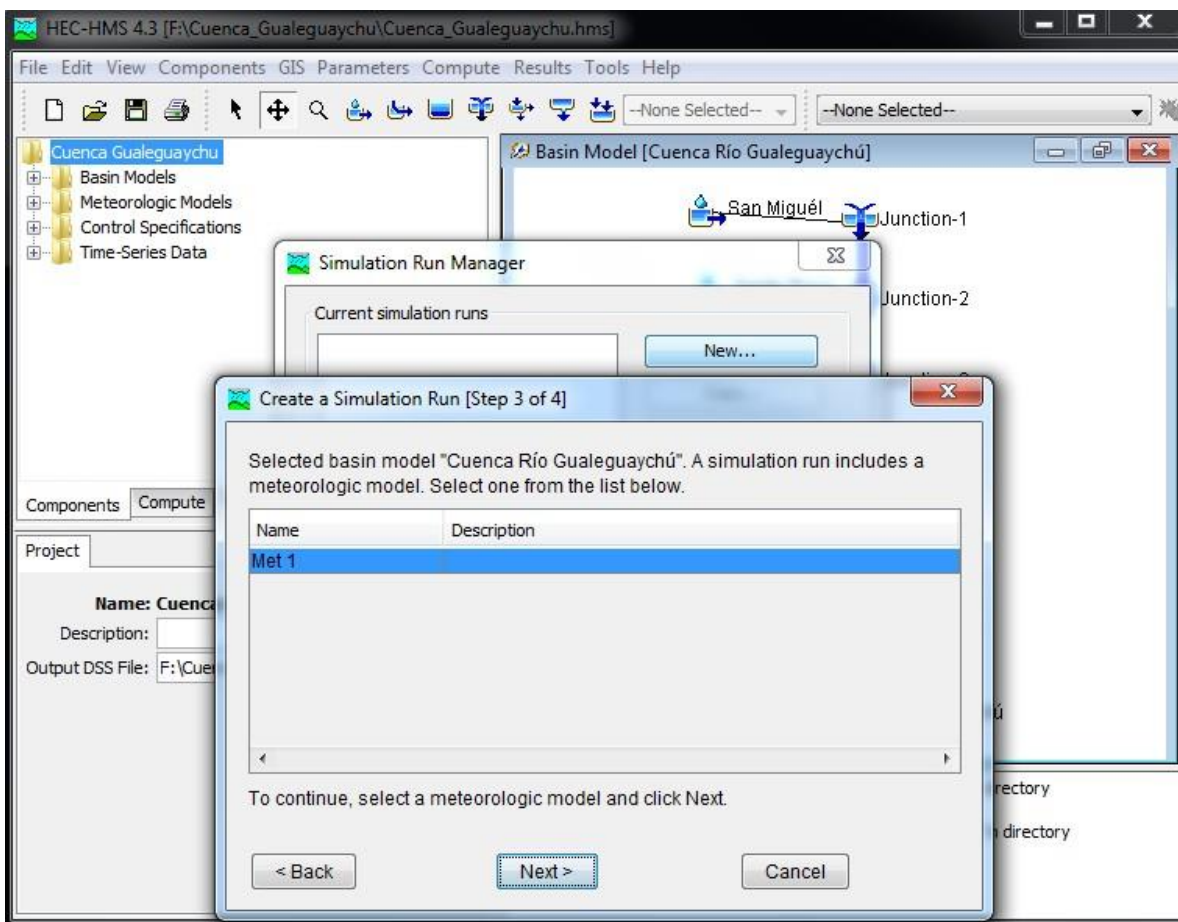 HEC-HMS 4.3 [F:\Cuenca_Gualeguaychu\Cuenca_Gualeguaychu.hms]
File Edit View Components GIS Parameters Compute Results Tools Help
--None Selected-- --None Selected--
Cuenca Gualeguaychu
Basin Models
Meteorologic Models
Control Specifications
Time-Series Data
Basin Model [Cuenca Río Gualeguaychú]
San Miguél Junction-1
Junction-2
Simulation Run Manager
Current simulation runs
New...
Create a Simulation Run [Step 3 of 4]
Selected basin model "Cuenca Río Gualeguaychú". A simulation run includes a
meteorologic model. Select one from the list below.
Name Description
Met 1
To continue, select a meteorologic model and click Next.
< Back Next > Cancel
Components Compute
Project
Name: Cuenca
Description:
Output DSS File: F:\Cuen
ú
rectory
directory